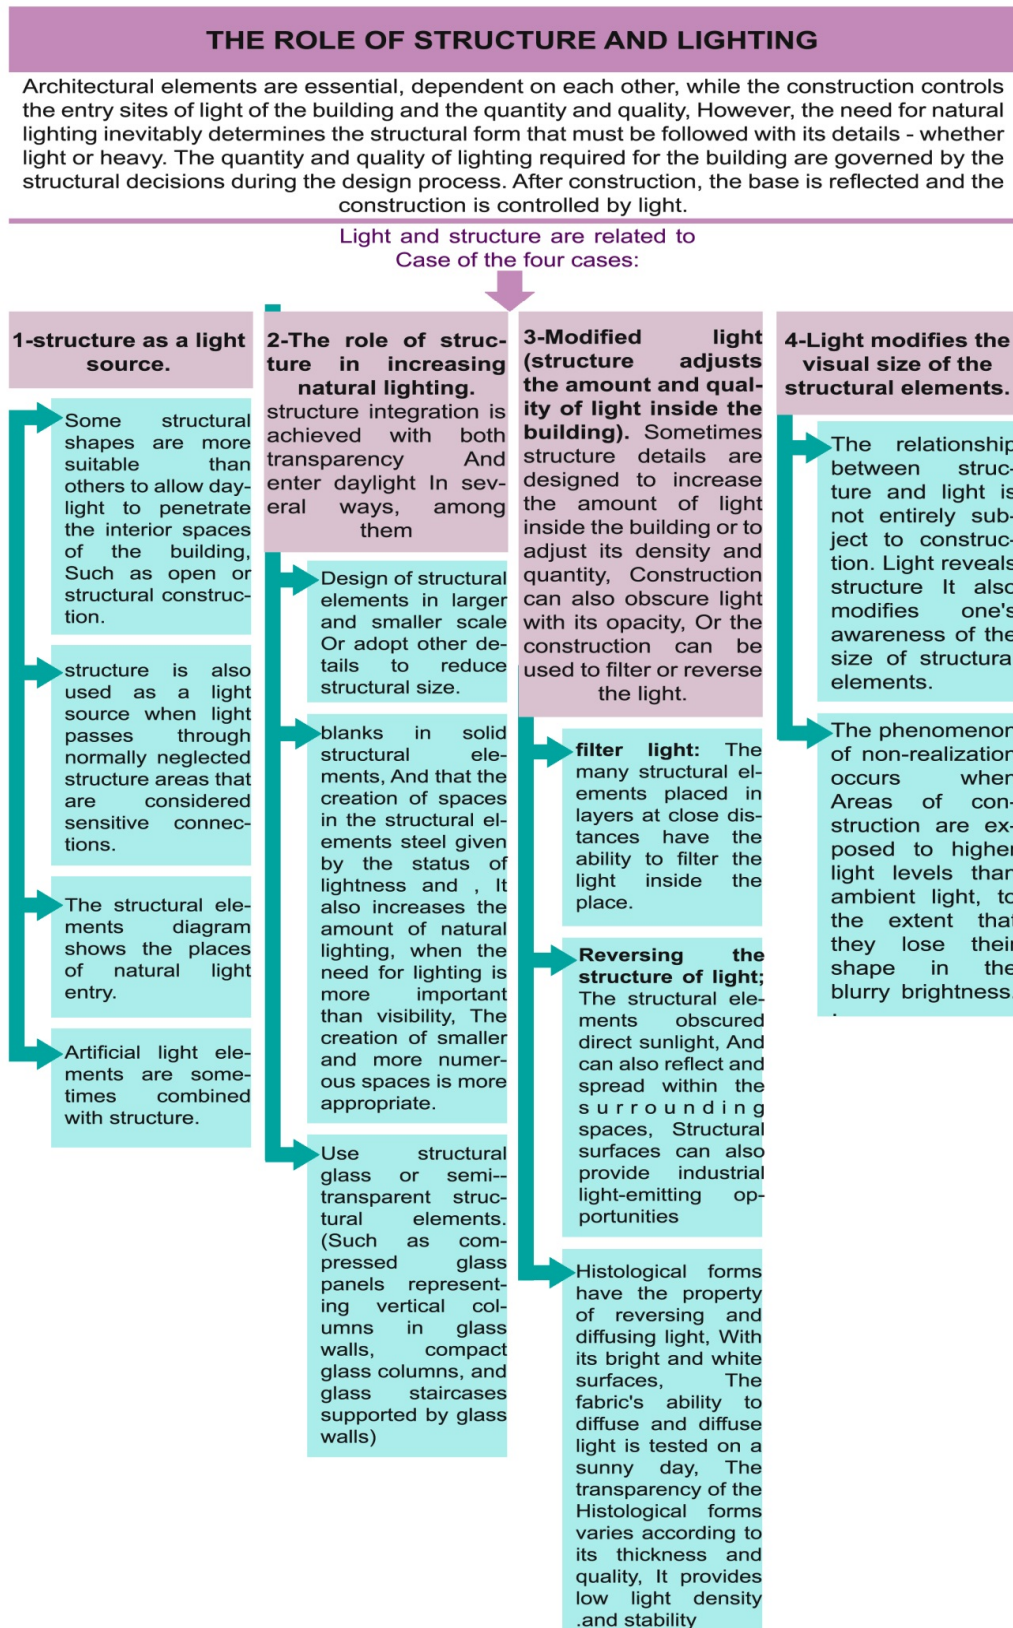 THE ROLE OF STRUCTURE AND LIGHTING
Architectural elements are essential, dependent on each other, while the construction controls
the entry sites of light of the building and the quantity and quality, However, the need for natural
lighting inevitably determines the structural form that must be followed with its details - whether
light or heavy. The quantity and quality of lighting required for the building are governed by the
structural decisions during the design process. After construction, the base is reflected and the
construction is controlled by light.
Light and structure are related to
Case of the four cases:
1-structure as a light
source.
Some structural
shapes are more
suitable than
others to allow day-
light to penetrate
the interior spaces
of the building,
Such as open or
structural construc-
tion.
structure is also
used as a light
source when light
passes through
normally neglected
structure areas that
are considered
sensitive connec-
tions.
The structural ele-
ments diagram
shows the places
of natural light
entry.
Artificial light ele-
ments are some-
times combined
with structure.
2-The role of struc-
ture in increasing
natural lighting.
structure integration is
achieved with both
transparency And
enter daylight In sev-
eral ways, among
them
Design of structural
elements in larger
and smaller scale
Or adopt other de-
tails to reduce
structural size.
blanks in solid
structural ele-
ments, And that the
creation of spaces
in the structural el-
ements steel given
by the status of
lightness and , It
also increases the
amount of natural
lighting, when the
need for lighting is
more important
than visibility, The
creation of smaller
and more numer-
ous spaces is more
appropriate.
Use structural
glass or semi--
transparent struc-
tural elements.
(Such as com-
pressed glass
panels represent-
ing vertical col-
umns in glass
walls, compact
glass columns, and
glass staircases
supported by glass
walls)
3-Modified light
(structure adjusts
the amount and qual-
ity of light inside the
building). Sometimes
structure details are
designed to increase
the amount of light
inside the building or to
adjust its density and
quantity, Construction
can also obscure light
with its opacity, Or the
construction can be
used to filter or reverse
the light.
filter light: The
many structural el-
ements placed in
layers at close dis-
tances have the
ability to filter the
light inside the
place.
Reversing the
structure of light;
The structural ele-
ments obscured
direct sunlight, And
can also reflect and
spread within the
surrounding
spaces, Structural
surfaces can also
provide industrial
light-emitting op-
portunities
Histological forms
have the property
of reversing and
diffusing light, With
its bright and white
surfaces, The
fabric's ability to
diffuse and diffuse
light is tested on a
sunny day, The
transparency of the
Histological forms
varies according to
its thickness and
quality, It provides
low light density
.and stability
4-Light modifies the
visual size of the
structural elements.
The relationship
between struc-
ture and light is
not entirely sub-
ject to construc-
tion. Light reveals
structure It also
modifies one's
awareness of the
size of structural
elements.
The phenomenon
of non-realization
occurs when
Areas of con-
struction are ex-
posed to higher
light levels than
ambient light, to
the extent that
they lose their
shape in the
blurry brightness.
.